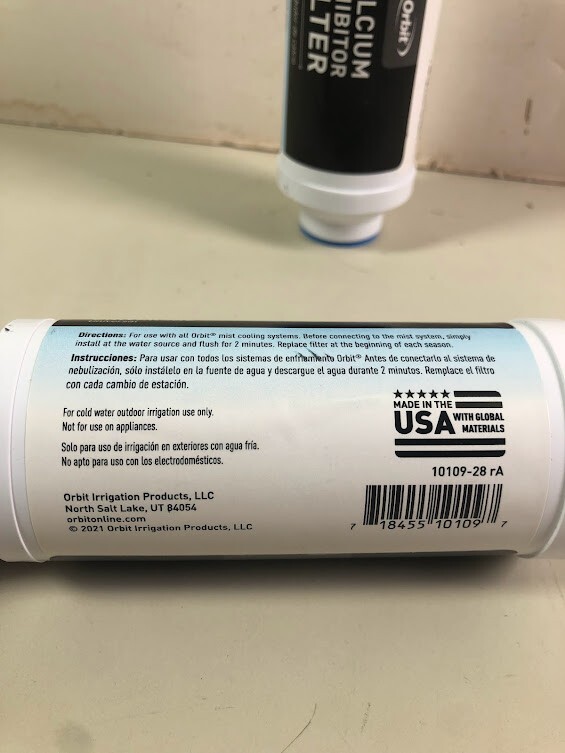 Orbit®
LCIUM
IBITOR
LTER
Directions: For use with all Orbit® mist cooling systems. Before connecting to the mist system, simply
install at the water source and flush for 2 minutes. Replace filter at the beginning of each season.
Instrucciones: Para usar con todos los sistemas de enfriamiento Orbit® Antes de conectarlo al sistema de
nebulización, sólo instálelo en la fuente de agua y descargue el agua durante 2 minutos. Remplace el filtro
con cada cambio de estación.
For cold water outdoor irrigation use only.
Not for use on appliances.
Solo para uso de irrigación en exteriores con agua fría.
No apto para uso con los electrodomésticos.
Orbit Irrigation Products, LLC
North Salt Lake, UT 84054
orbitonline.com
© 2021 Orbit Irrigation Products, LLC
MADE IN THE
USA WITH GLOBAL
MATERIALS
10109-28 rA
7 18455 10109 7